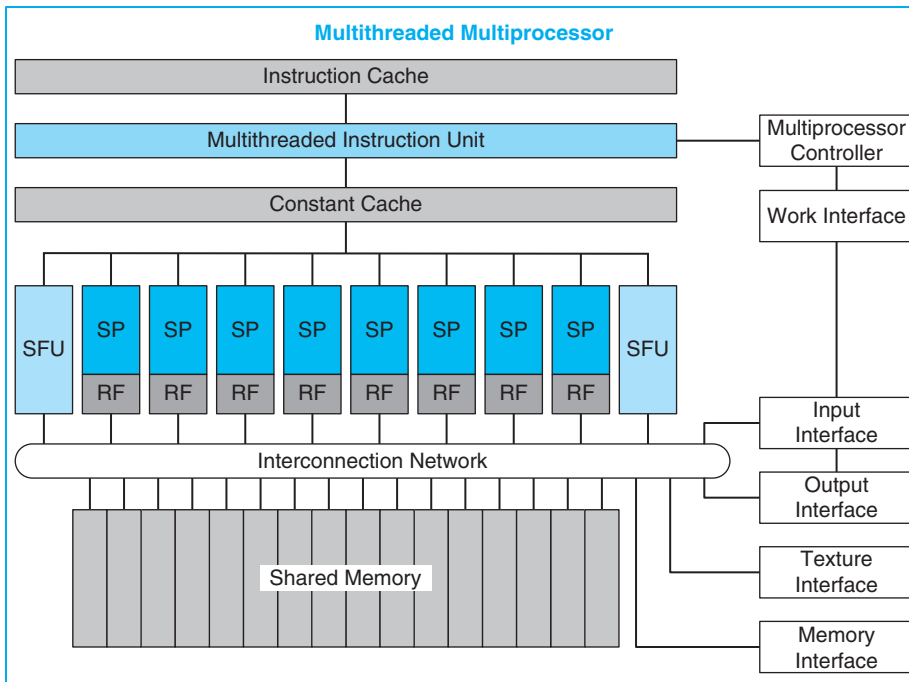 Multithreaded Multiprocessor
Instruction Cache
Multithreaded Instruction Unit
Multiprocessor
Controller
Constant Cache
Work Interface
SFU
SP
SP
SP
SP
SP
SP
SP
SP
SFU
RF
RF
RF
RF
RF
RF
RF
RF
Input
Interface
Interconnection Network
Output
Interface
Shared Memory
Texture
Interface
Memory
Interface